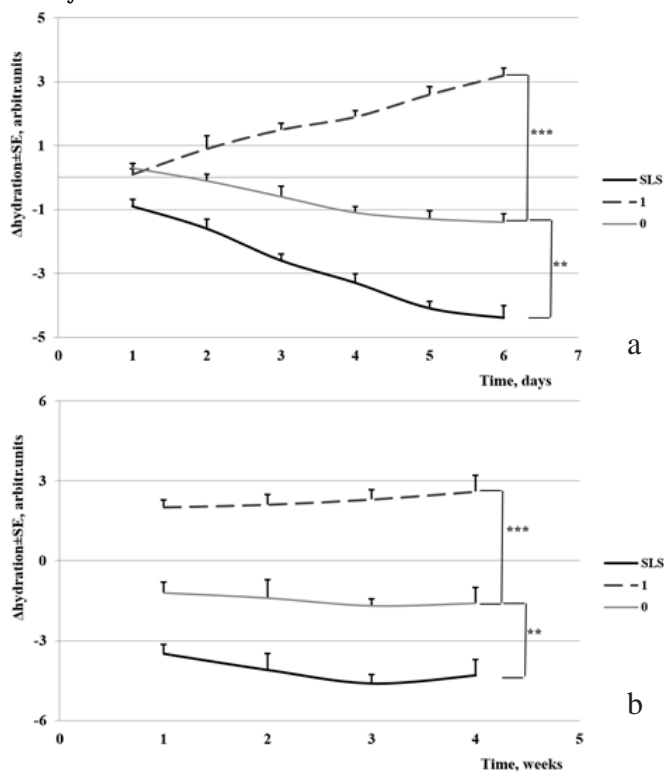 5
3
1
-1
-3
-5
Δhydration±SE, arbitr.units
0 1 2 3 4 5 6 7
Time, days
***
**
SLS
1
0
a
6
3
0
-3
-6
Δhydration±SE, arbitr.units
0 1 2 3 4 5
Time, weeks
***
**
SLS
1
0
b